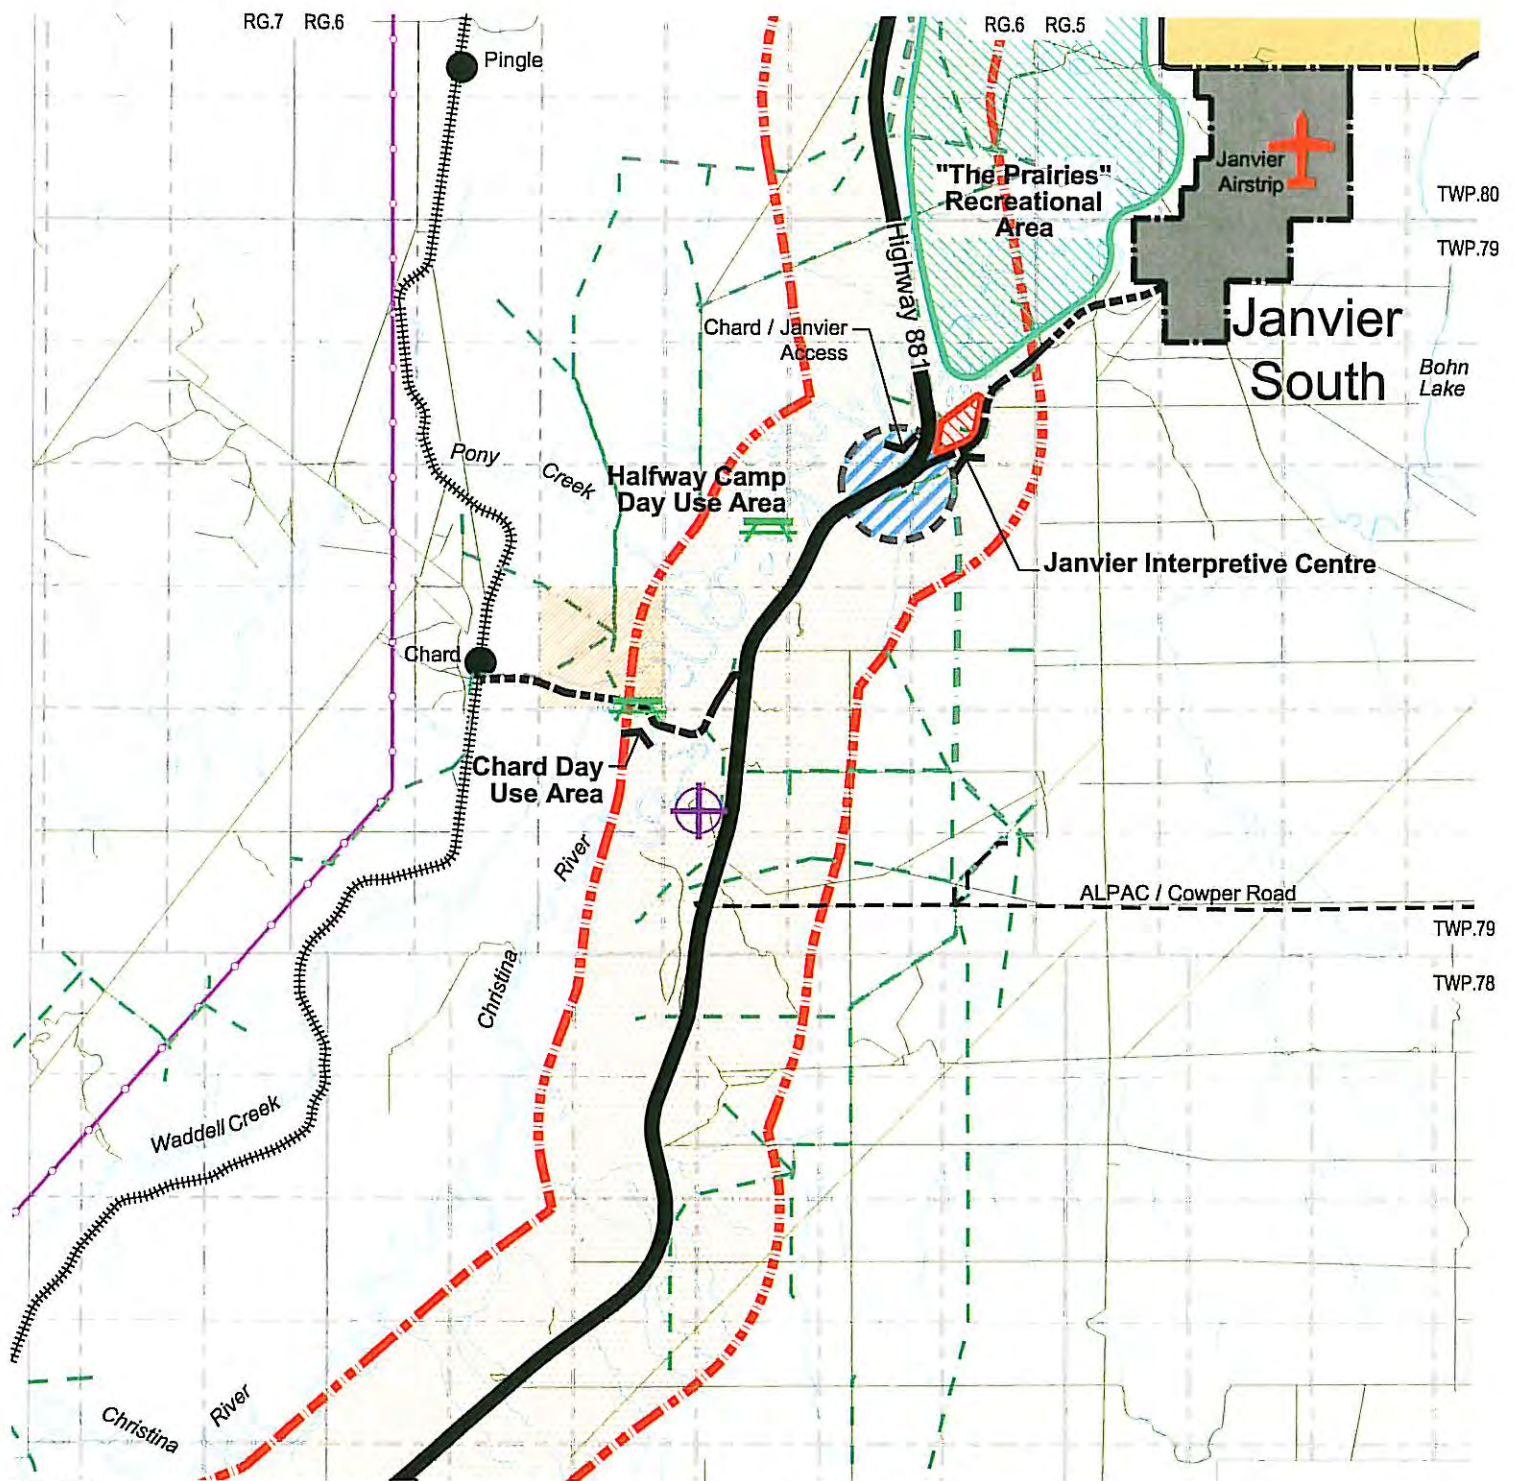 RG.7 RG.6
RG.6 RG.5
Pingle
"The Prairies"
Recreational
Area
Janvier
Airstrip
TWP.80
TWP.79
Highway 881
Chard / Janvier
Access
Janvier
South
Bohn
Lake
Pony
Creek
Halfway Camp
Day Use Area
Janvier Interpretive Centre
Chard
Chard Day
Use Area
River
Christina
ALPAC / Cowper Road
TWP.79
TWP.78
Waddell Creek
Christina
River